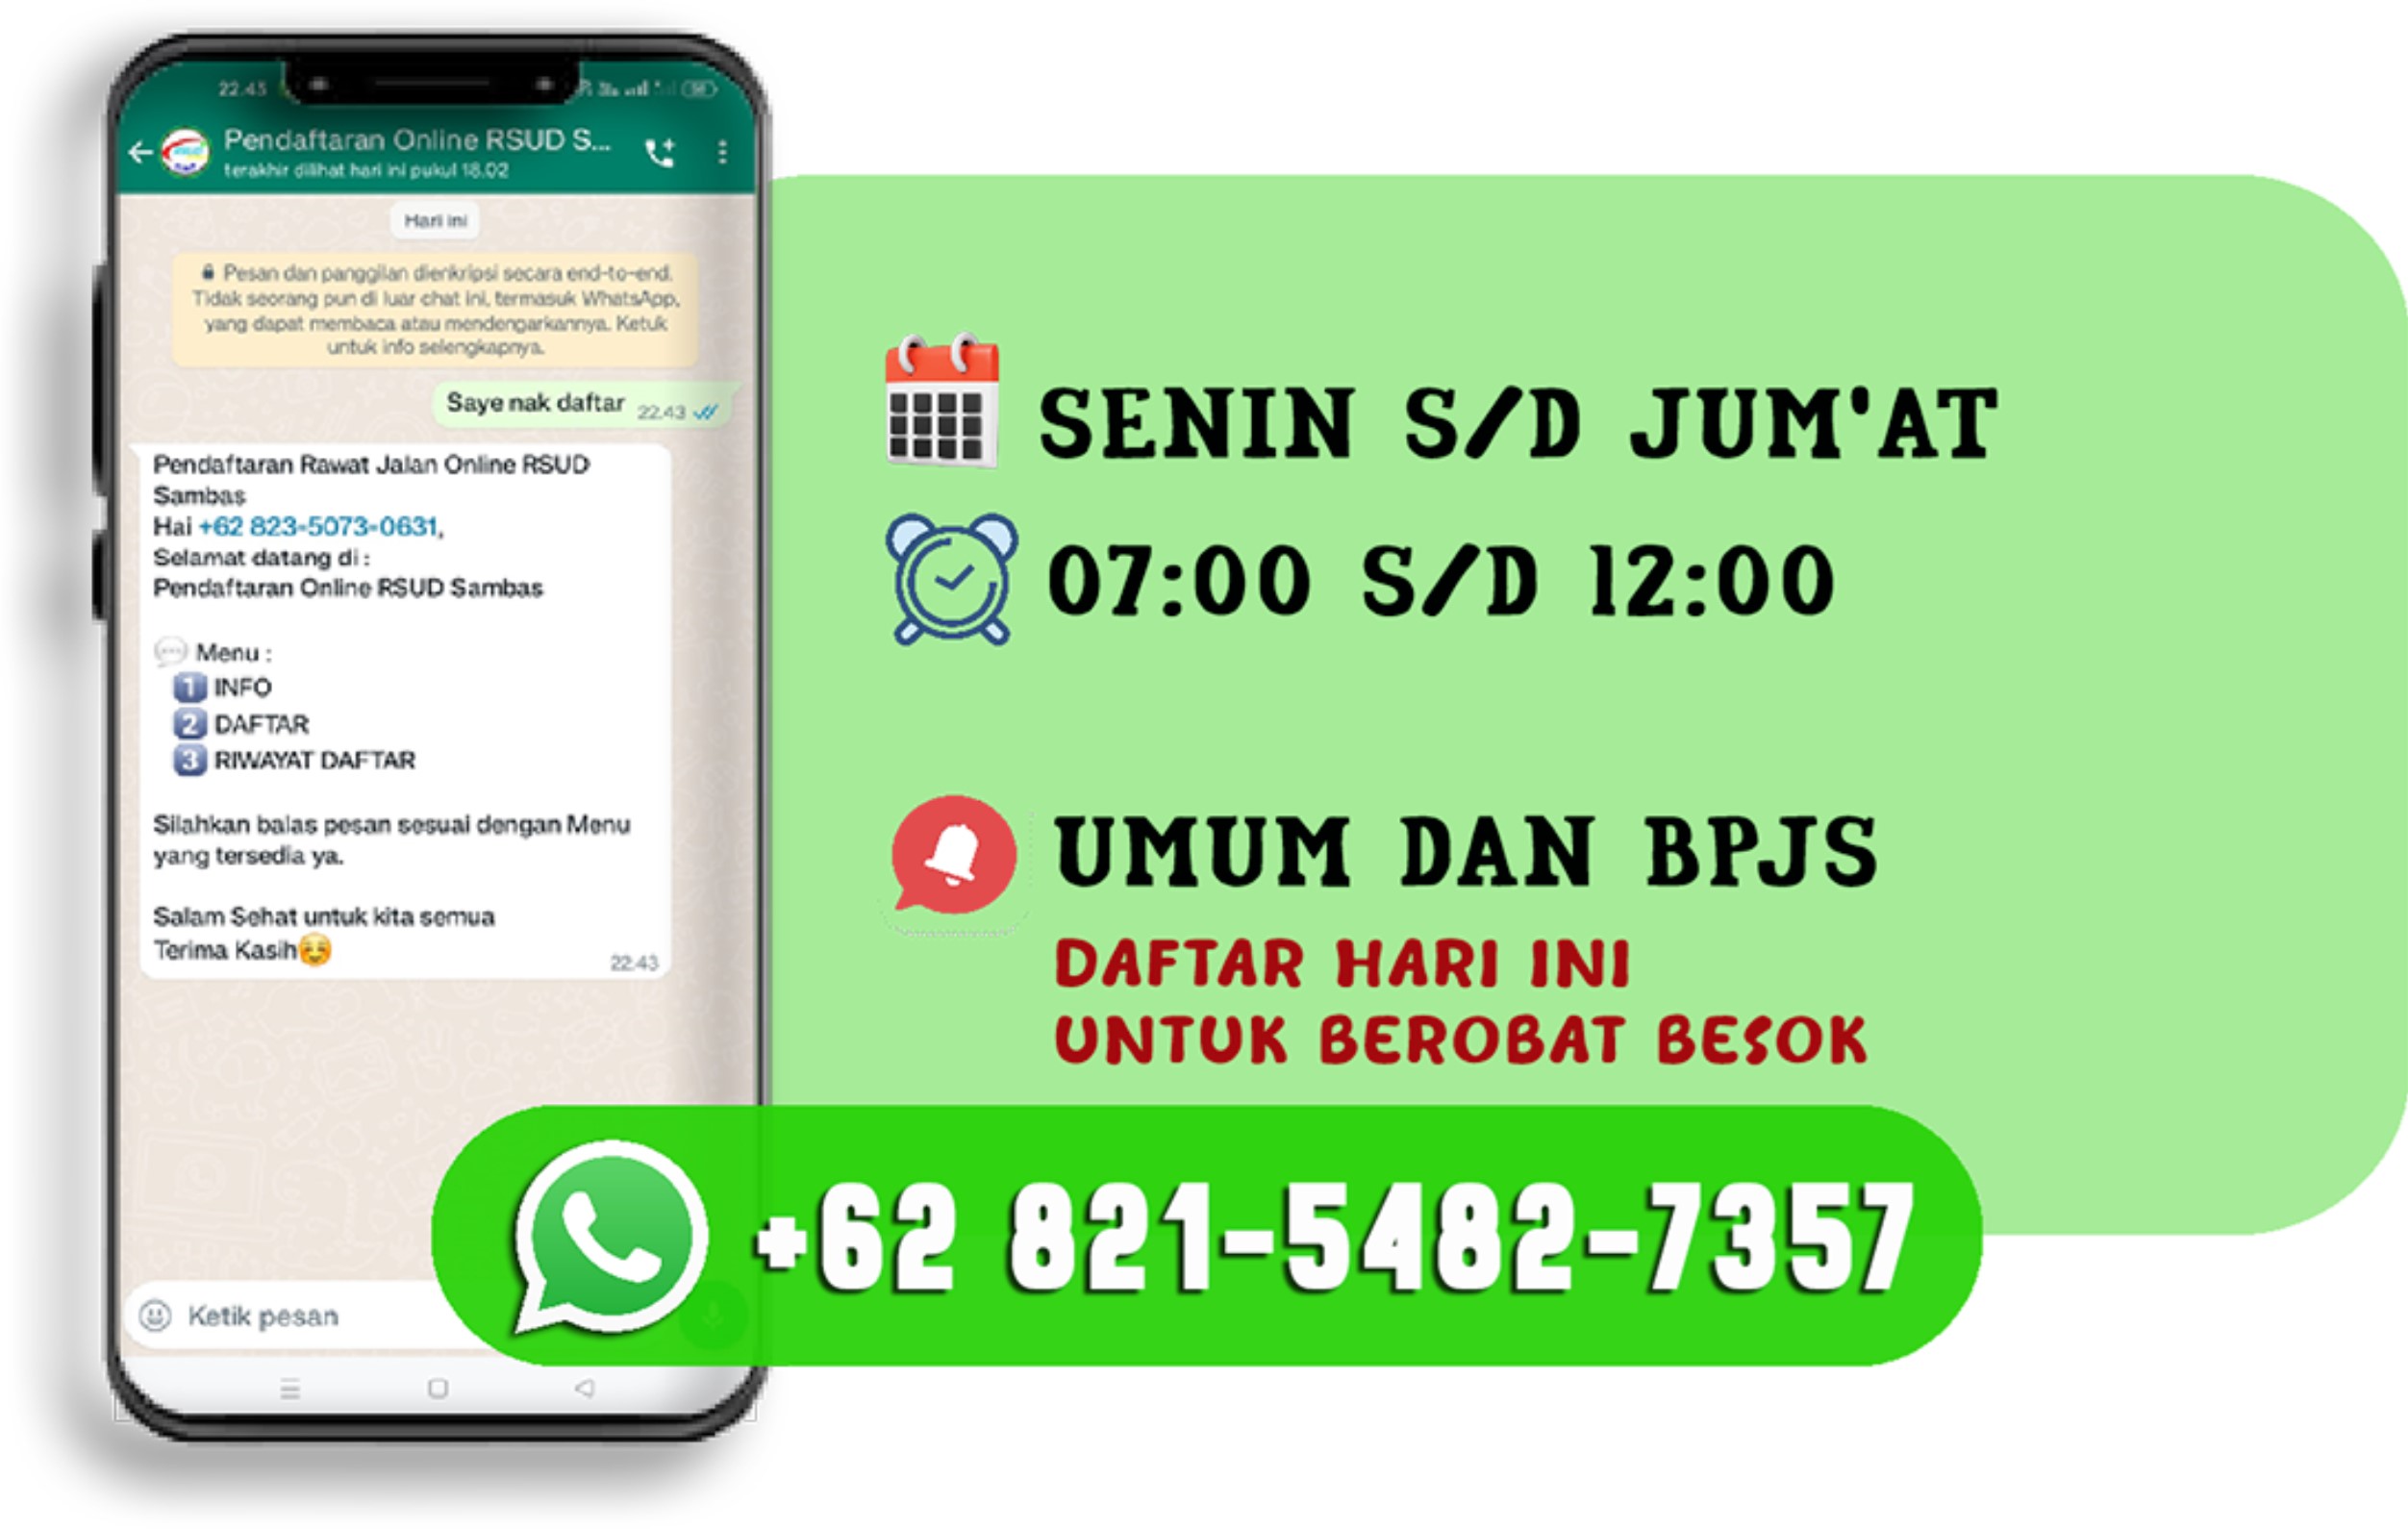 22.43
Pendaftaran Online RSUD S...
terakhir dilihat hari ini pukul 18.02
Hari ini
Pesan dan panggilan dienkripsi secara end-to-end.
Tidak seorang pun di luar chat ini, termasuk WhatsApp,
yang dapat membaca atau mendengarkannya. Ketuk
untuk info selengkapnya.
Saye nak daftar 22.43
Pendaftaran Rawat Jalan Online RSUD
Sambas
Hai +62 823-5073-0631,
Selamat datang di :
Pendaftaran Online RSUD Sambas
Menu :
1 INFO
2 DAFTAR
3 RIWAYAT DAFTAR
Silahkan balas pesan sesuai dengan Menu
yang tersedia ya.
Salam Sehat untuk kita semua
Terima Kasih
22.43
Ketik pesan
SENIN S/D JUM'AT
07:00 S/D 12:00
UMUM DAN BPJS
DAFTAR HARI INI
UNTUK BEROBAT BESOK
+62 821-5482-7357